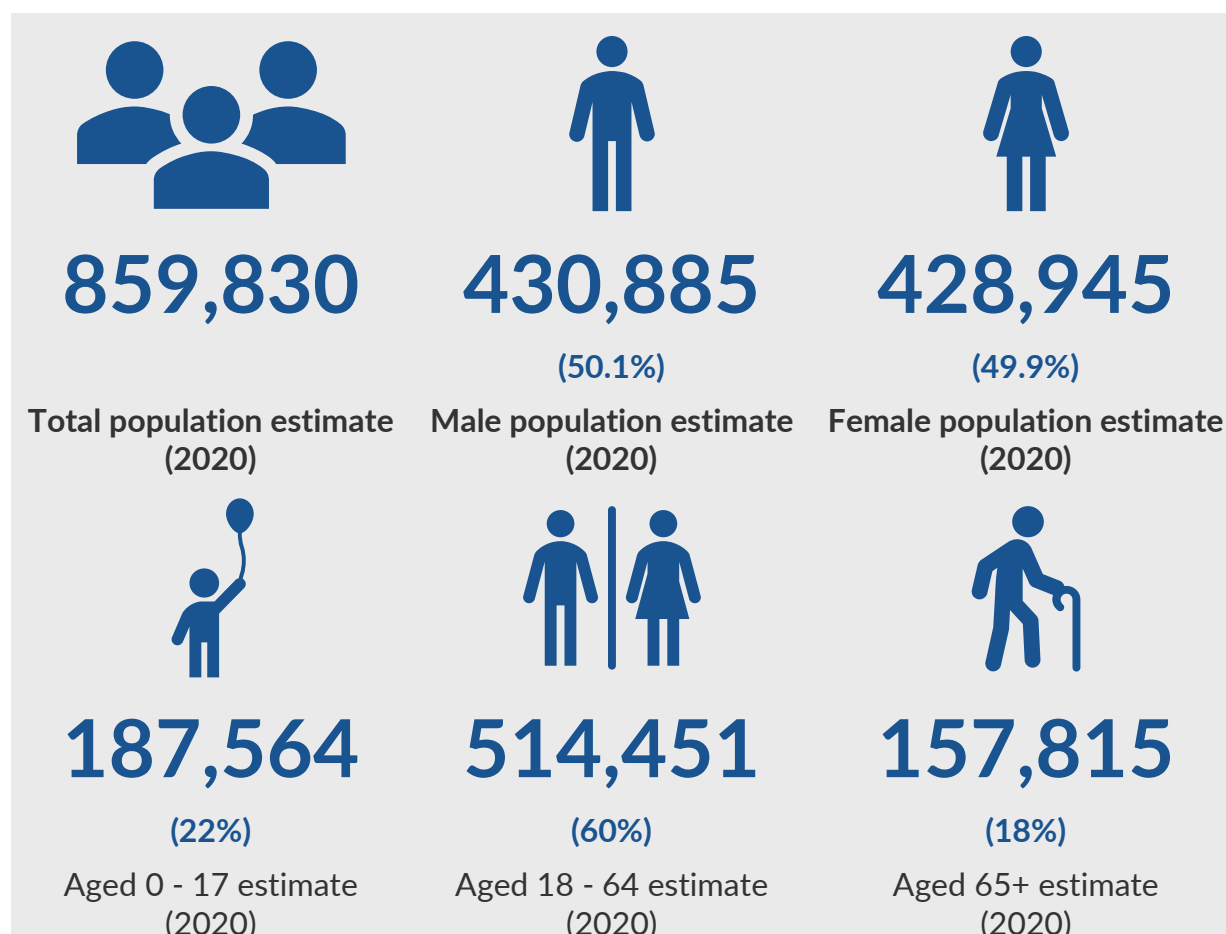 859,830
430,885
428,945
(50.1%)
(49.9%)
Total population estimate
(2020)
Male population estimate
(2020)
Female population estimate
(2020)
187,564
514,451
157,815
(22%)
(60%)
(18%)
Aged 0 - 17 estimate
(2020)
Aged 18 - 64 estimate
(2020)
Aged 65+ estimate
(2020)